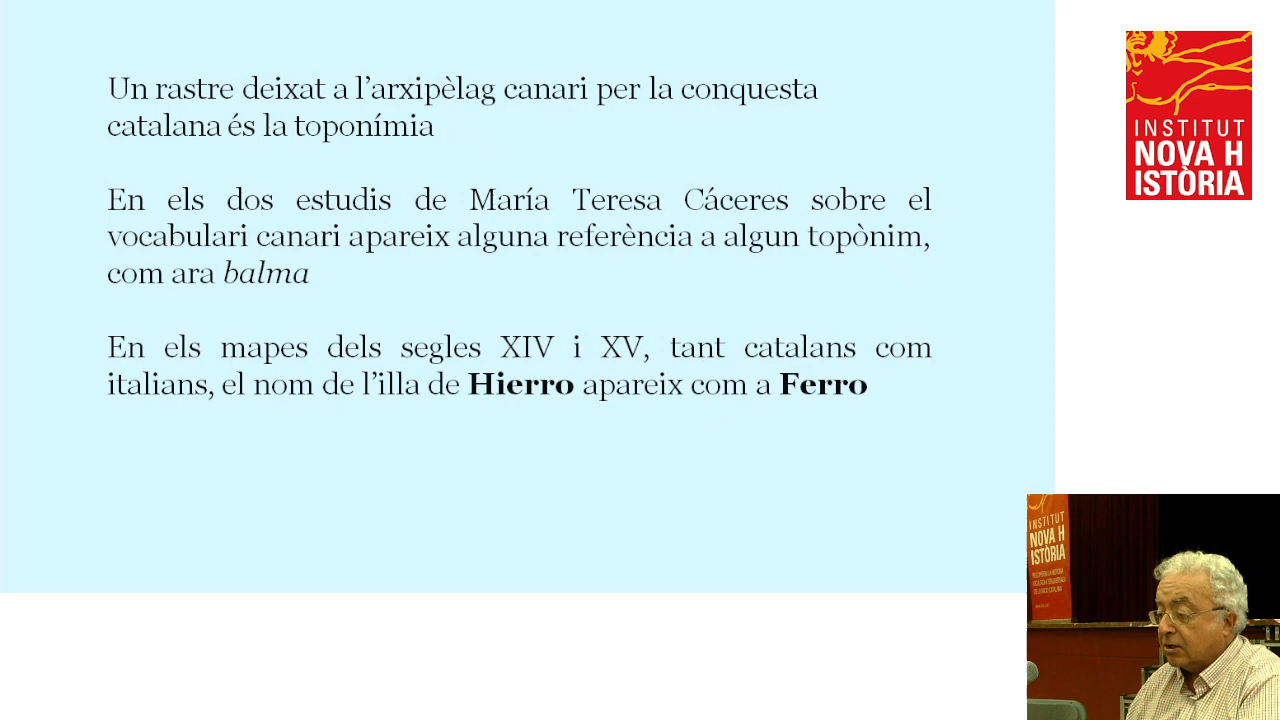 Un rastre deixat a l’arxipèlag canari per la conquesta
catalana és la toponímia
En els dos estudis de María Teresa Cáceres sobre el
vocabulari canari apareix alguna referència a algun topònim,
com ara balma
En els mapes dels segles XIV i XV, tant catalans com
italians, el nom de l’illa de Hierro apareix com a Ferro
INSTITUT
NOVA H
ISTÒRIA
INSTITUT
NOVA H
ISTÒRIA